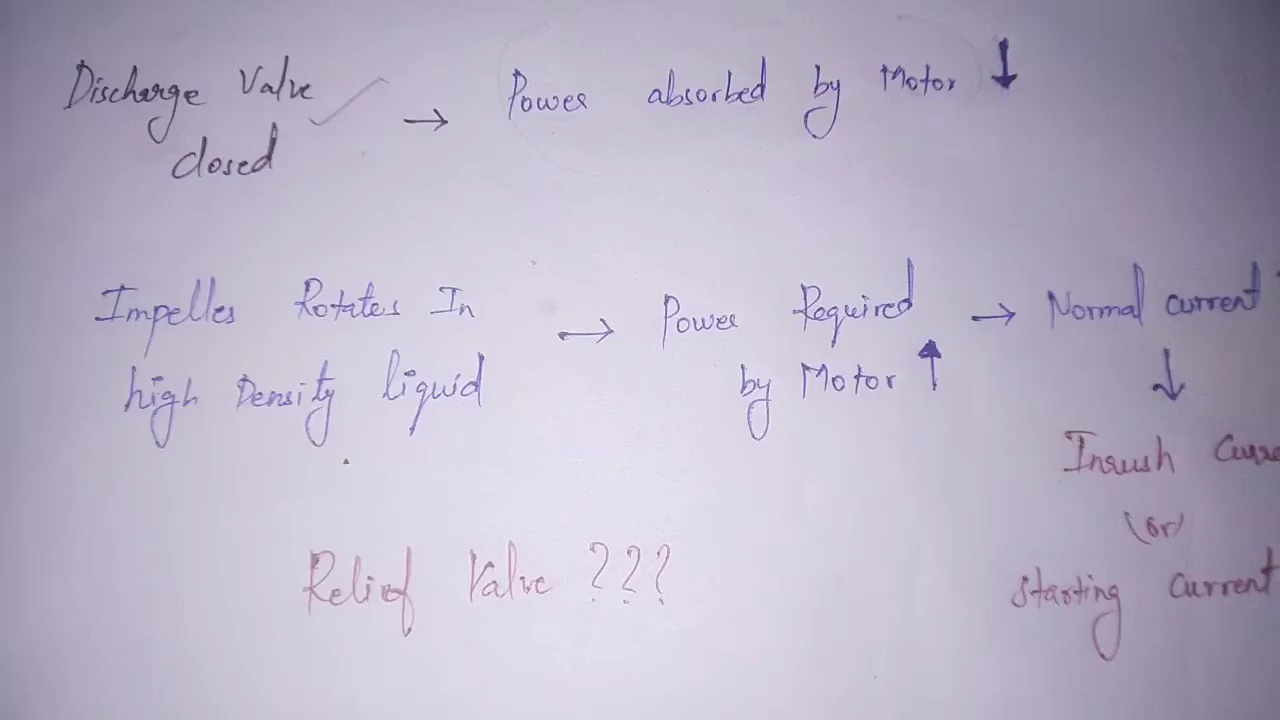 Discharge Valve → Power absorbed by Motor ↓
closed
Impeller Rotates In → Power Required → Normal current
high Density liquid by Motor ↑ ↓
Inrush
(or)
Relief Valve ??? Starting Current